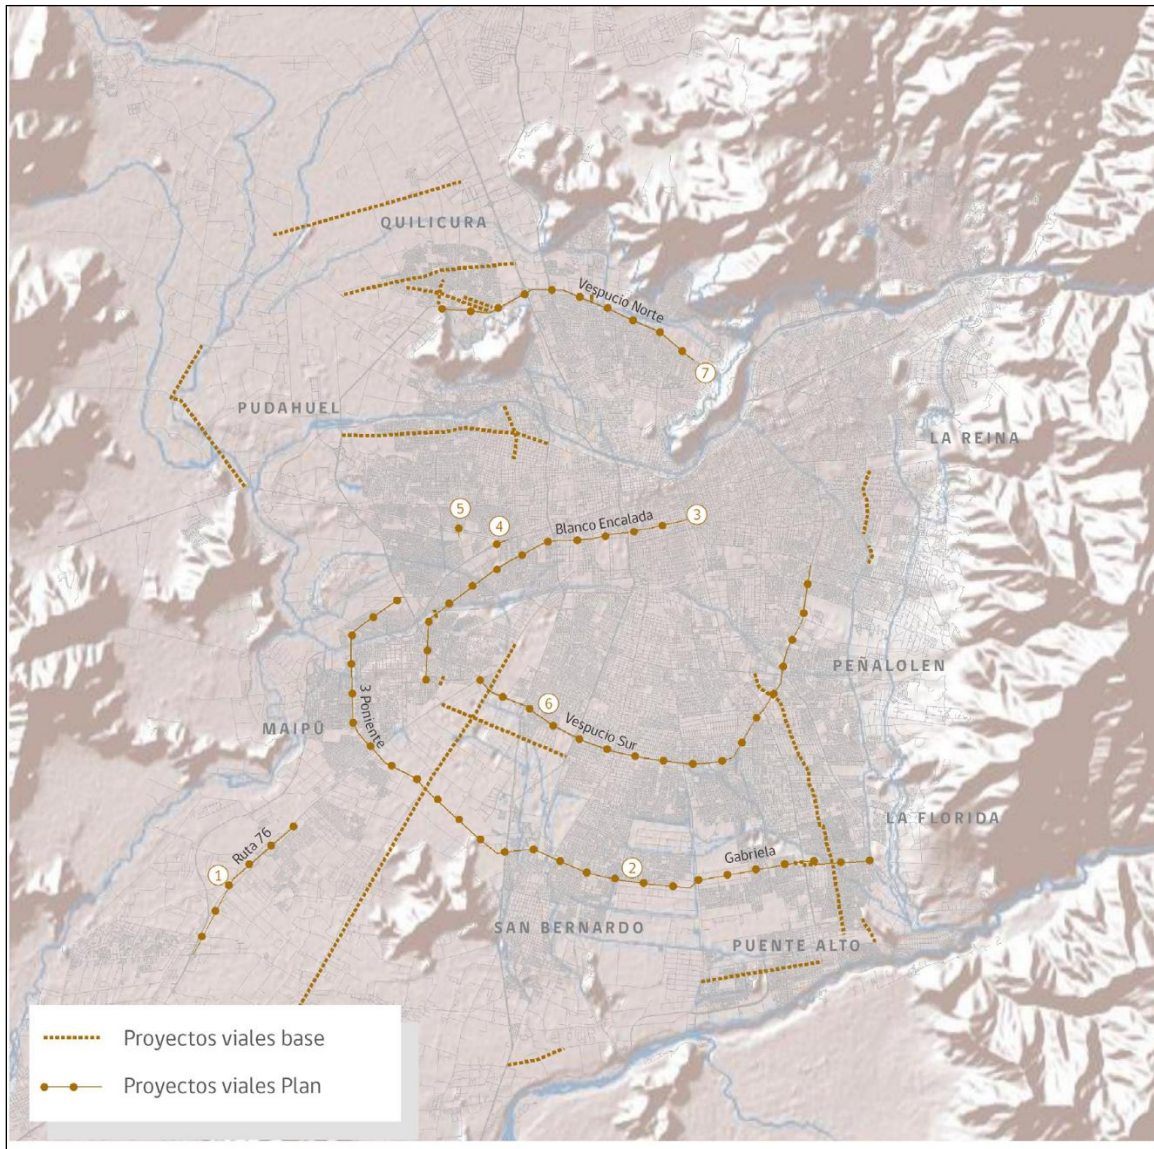 QUILICURA
Vespucio Norte
7
PUDAHUEL
LA REINA
5
4
Blanco Encalada
3
PEÑALOLEN
3 Poniente
MAIPÚ
6
Vespucio Sur
LA FLORIDA
Ruta 76
1
2
Gabriela
SAN BERNARDO
PUENTE ALTO
Proyectos viales base
Proyectos viales Plan